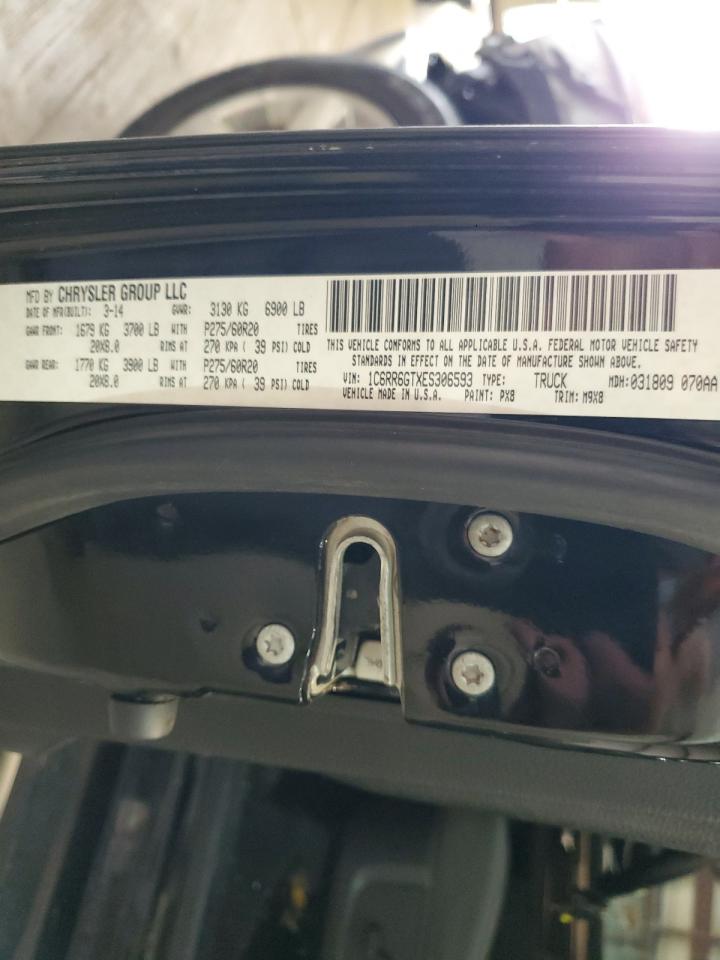 MFD BY CHRYSLER GROUP LLC
DATE OF MFR(BUILT): 3-14 GVWR: 3130 KG 6900 LB
GAWR FRONT: 1679 KG 3700 LB WITH P275/60R20 TIRES
20X8.0 RIMS AT 270 KPA ( 39 PSI) COLD
GAWR REAR: 1770 KG 3900 LB WITH P275/60R20 TIRES
20X8.0 RIMS AT 270 KPA ( 39 PSI) COLD
THIS VEHICLE CONFORMS TO ALL APPLICABLE U.S.A. FEDERAL MOTOR VEHICLE SAFETY
STANDARDS IN EFFECT ON THE DATE OF MANUFACTURE SHOWN ABOVE.
VIN: 1C6RR6GTXES306593 TYPE: TRUCK MDH: 031809 070AA
VEHICLE MADE IN U.S.A. PAINT: PX8 TRIM: M9X8